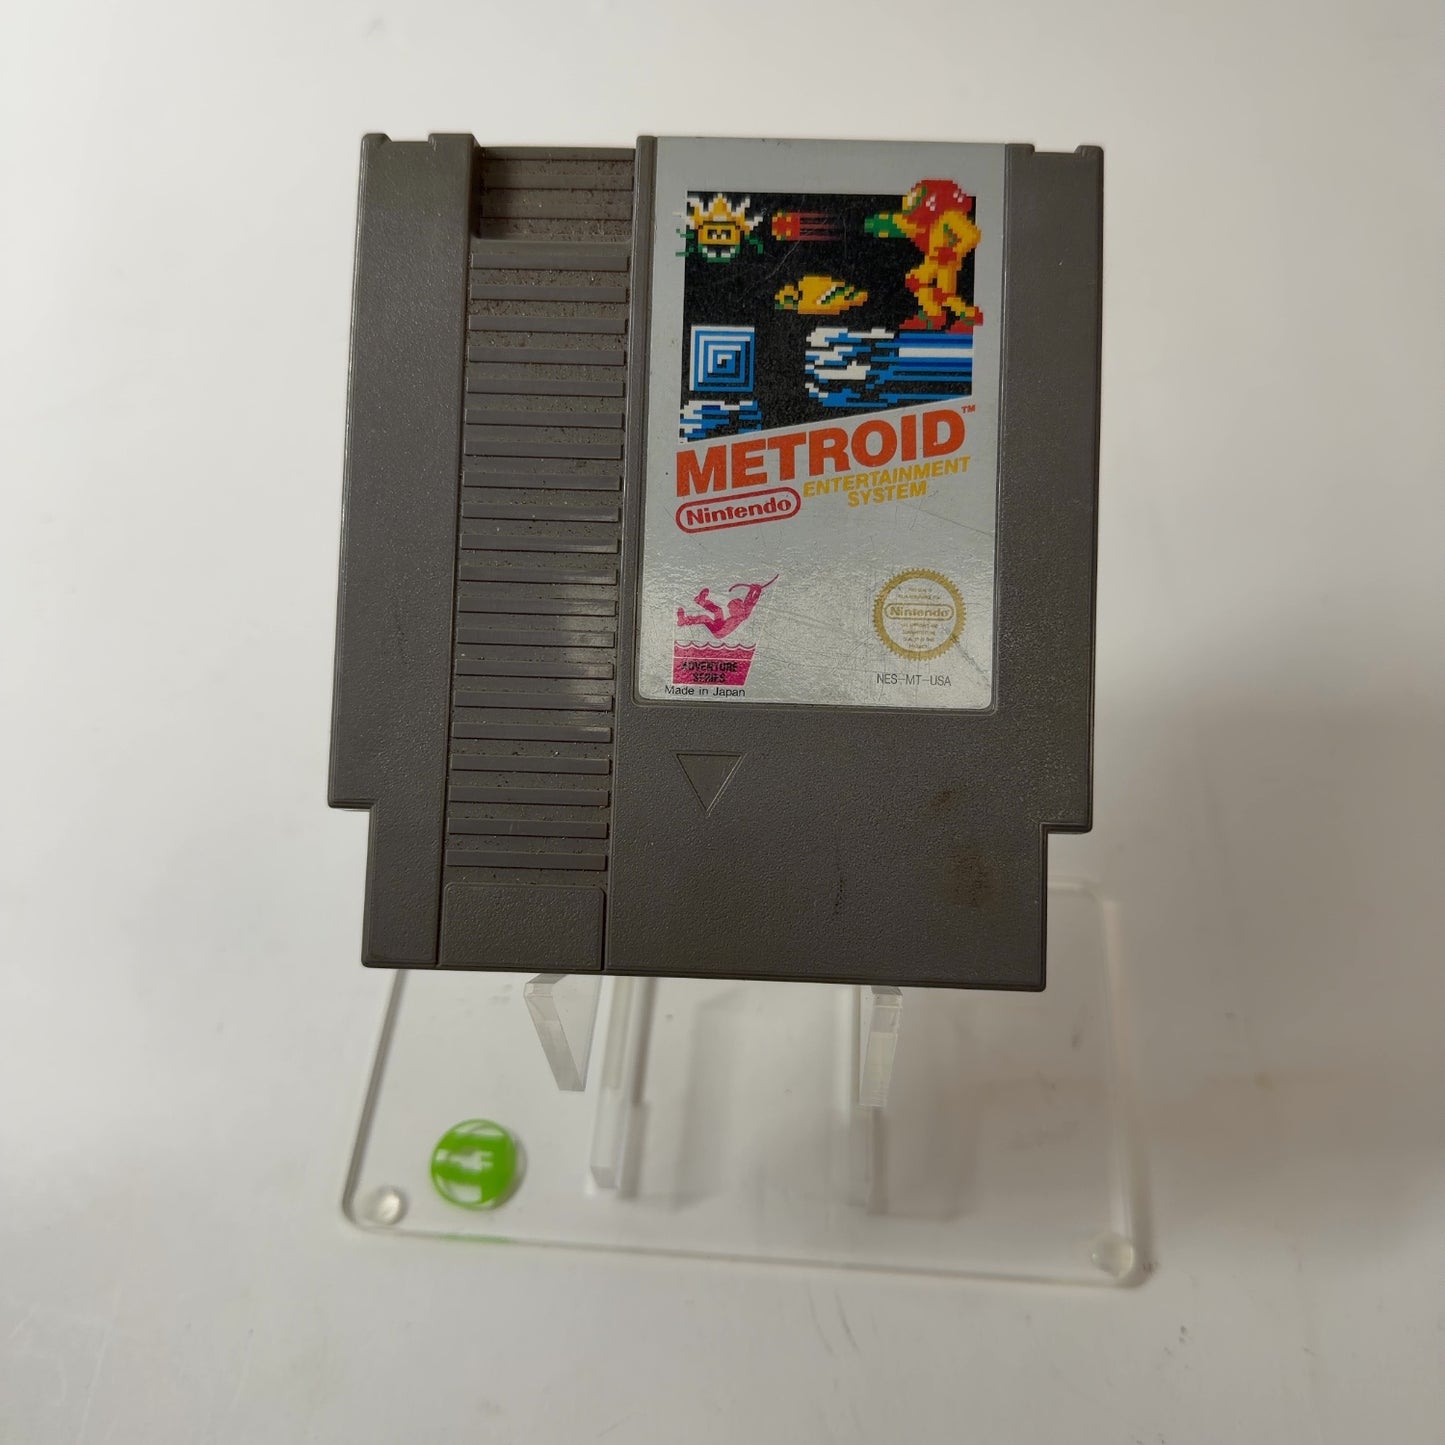 METROID™
Nintendo
ENTERTAINMENT
SYSTEM
Nintendo
ADVENTURE
SERIES
Made in Japan
NES-MT-USA